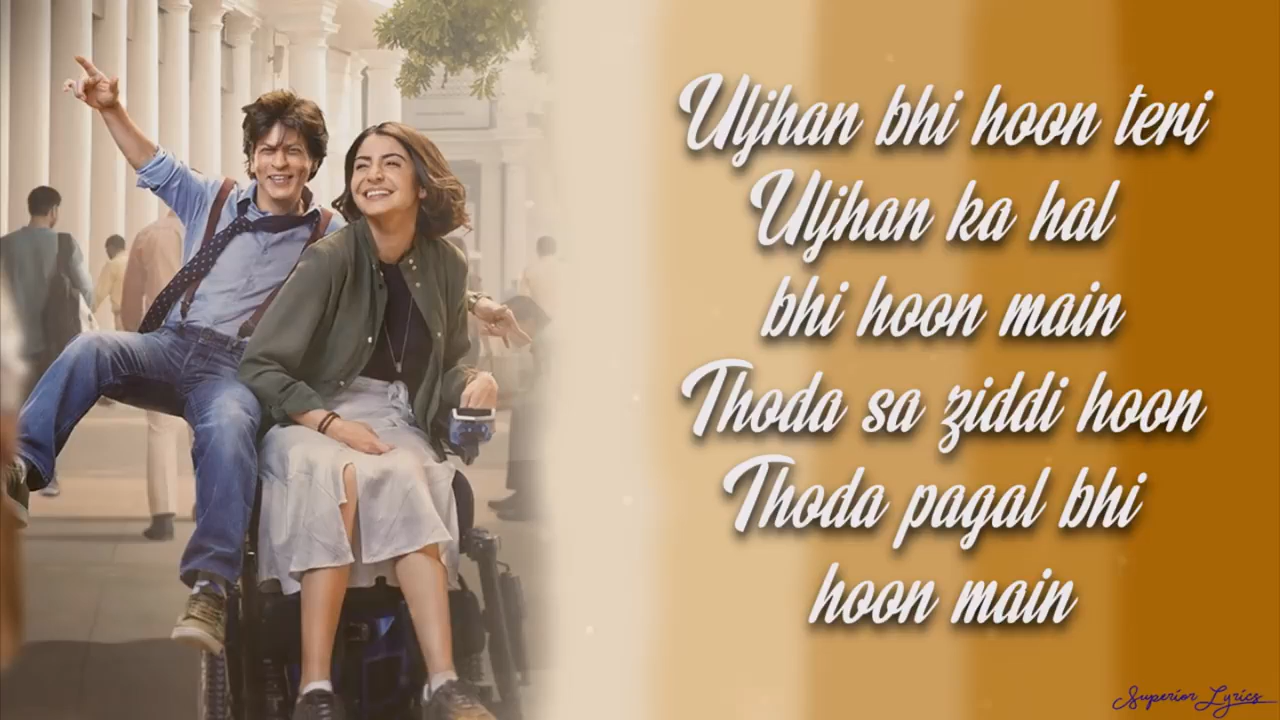 Uljhan bhi hoon teri
Uljhan ka hal
bhi hoon main
Thoda sa ziddi hoon
Thoda pagal bhi
hoon main
Superior Lyrics